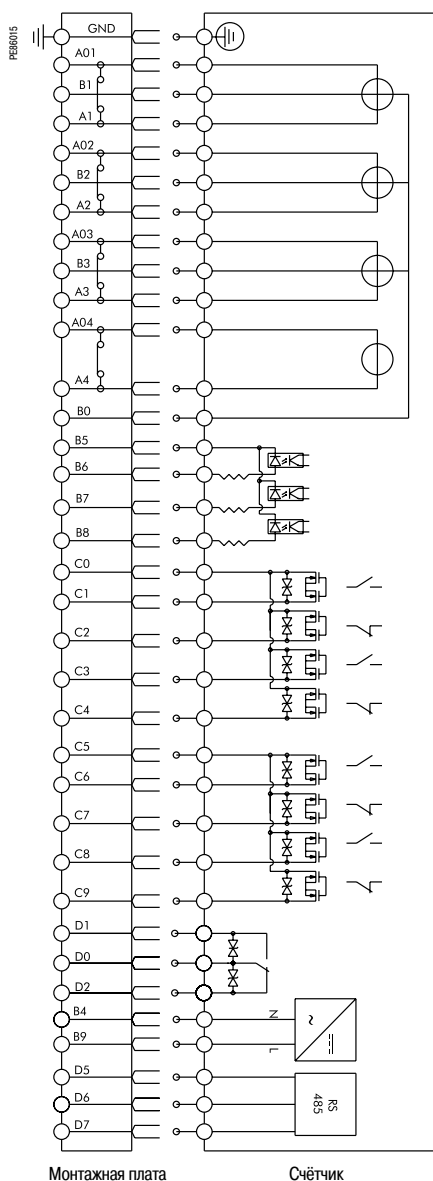 PE86015
GND
A01
B1
A1
A02
B2
A2
A03
B3
A3
A04
A4
B0
B5
B6
B7
B8
C0
C1
C2
C3
C4
C5
C6
C7
C8
C9
D1
D0
D2
B4
N
B9
L
D5
D6
RS
485
D7
Монтажная плата
Счётчик